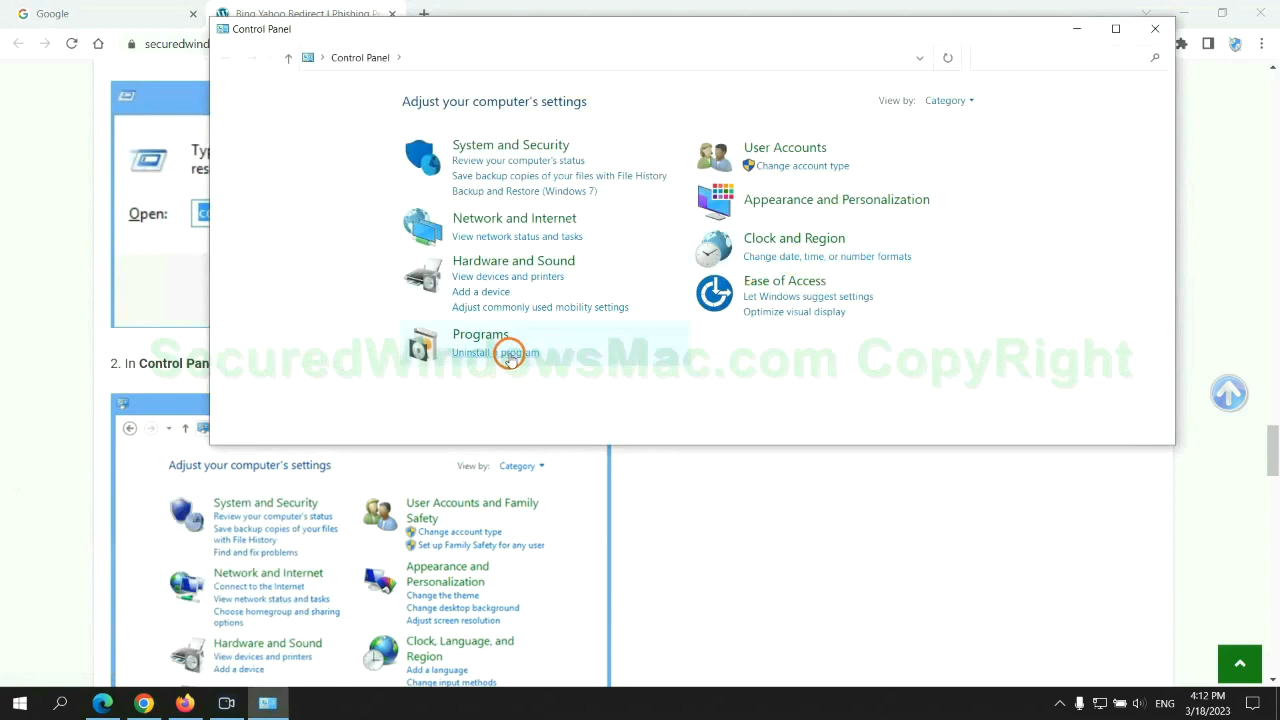 Google
Bing Yahoo Redirect Phishing
securedwind
Control Panel
Control Panel
Adjust your computer's settings
View by: Category
System and Security
Review your computer's status
Save backup copies of your files with File History
Backup and Restore (Windows 7)
Network and Internet
View network status and tasks
Hardware and Sound
View devices and printers
Add a device
Adjust commonly used mobility settings
Programs
Uninstall a program
User Accounts
Change account type
Appearance and Personalization
Clock and Region
Change date, time, or number formats
Ease of Access
Let Windows suggest settings
Optimize visual display
SecuredWindowsMac.com CopyRight
Typ
res
Open: co
2. In Control Pan
Adjust your computer's settings
View by: Category
System and Security
Review your computer's status
Save backup copies of your files
with File History
Find and fix problems
Network and Internet
Connect to the Internet
View network status and tasks
Choose homegroup and sharing
options
Hardware and Sound
View devices and printers
Add a device
User Accounts and Family
Safety
Change account type
Set up Family Safety for any user
Appearance and
Personalization
Change the theme
Change desktop background
Adjust screen resolution
Clock, Language, and
Region
Add a language
Change input methods
ENG
4:12 PM
3/18/2023